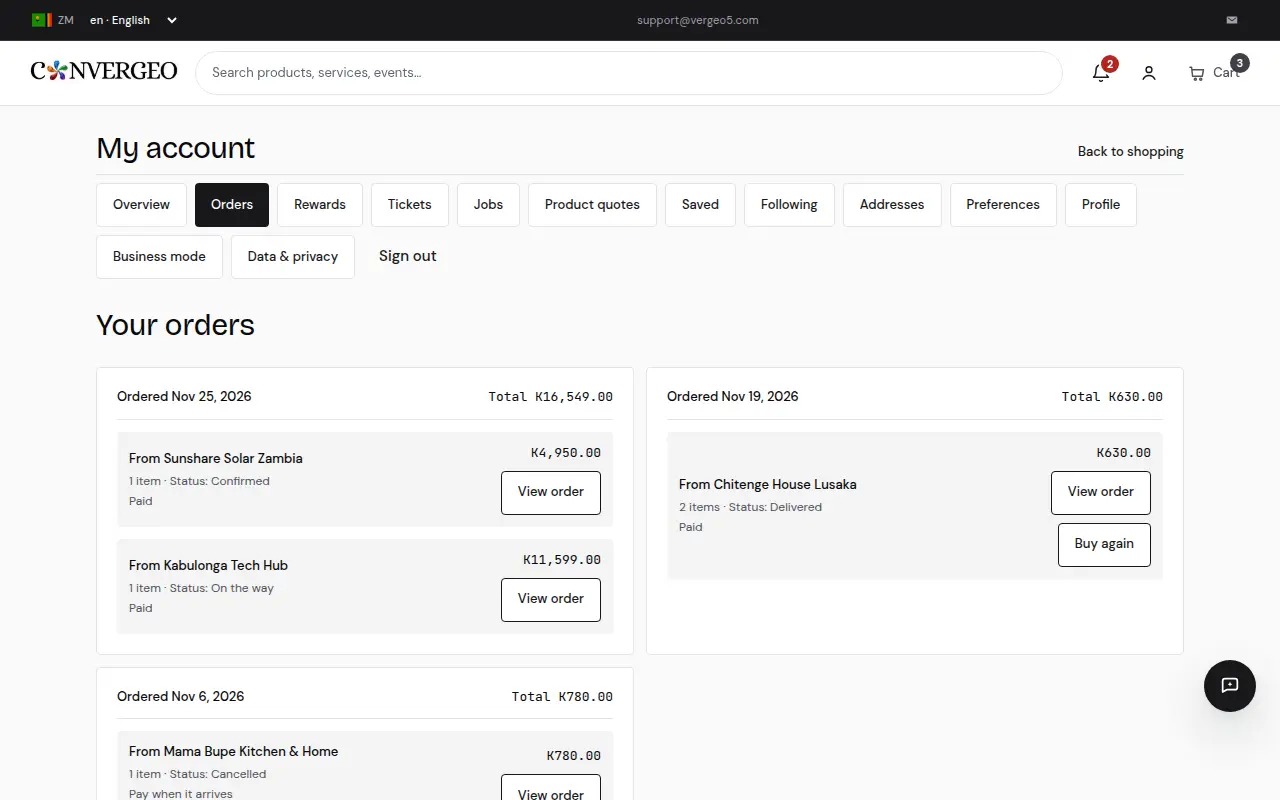 ZM en · English support@vergeo5.com
CONVERGEO Search products, services, events… 2 Cart 3
My account Back to shopping
Overview Orders Rewards Tickets Jobs Product quotes Saved Following Addresses Preferences Profile
Business mode Data & privacy Sign out
Your orders
Ordered Nov 25, 2026 Total K16,549.00
From Sunshare Solar Zambia K4,950.00
1 item · Status: Confirmed
Paid
View order
From Kabulonga Tech Hub K11,599.00
1 item · Status: On the way
Paid
View order
Ordered Nov 19, 2026 Total K630.00
From Chitenge House Lusaka K630.00
2 items · Status: Delivered
Paid
View order
Buy again
Ordered Nov 6, 2026 Total K780.00
From Mama Bupe Kitchen & Home K780.00
1 item · Status: Cancelled
Pay when it arrives
View order